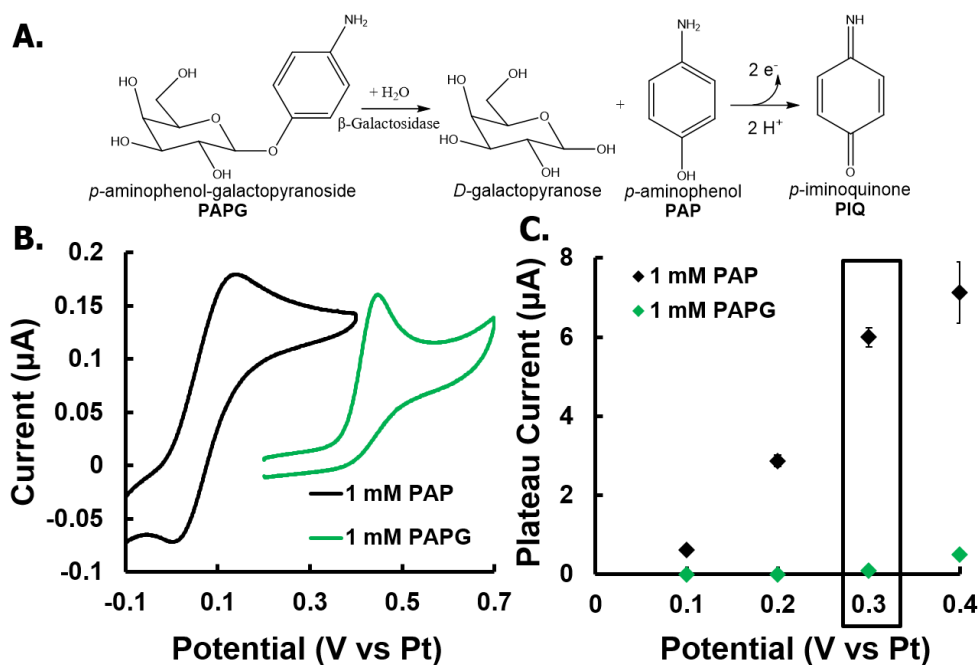 A.
NH₂
HO
OH
O
HO
OH
O
p-aminophenol-galactopyranoside
PAPG
+ H₂O
β-Galactosidase
HO
OH
O
HO
OH
OH
D-galactopyranose
+
NH₂
OH
p-aminophenol
PAP
2 e⁻
2 H⁺
NH
O
p-iminoquinone
PIQ
B.
Current (µA)
0.2
0.15
0.1
0.05
0
-0.05
-0.1
1 mM PAP
1 mM PAPG
-0.1 0.1 0.3 0.5 0.7
Potential (V vs Pt)
C.
Plateau Current (µA)
8
6
4
2
0
1 mM PAP
1 mM PAPG
0 0.1 0.2 0.3 0.4
Potential (V vs Pt)